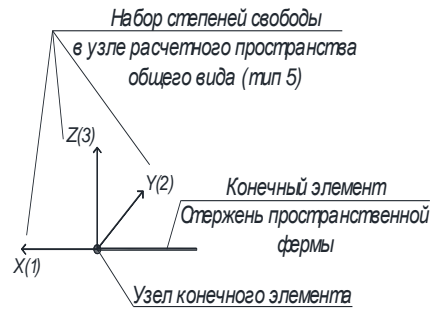 Набор степеней свободы
в узле расчетного пространства
общего вида (тип 5)
Z(3)
Y(2)
Конечный элемент
Стержень пространственной
фермы
X(1)
Узел конечного элемента